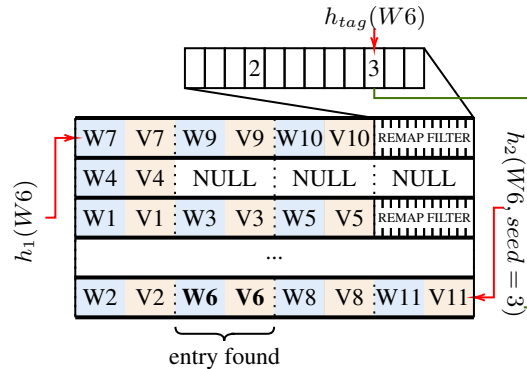 h_tag(W6)
2 3
W7 V7 W9 V9 W10 V10 REMAP FILTER
W4 V4 NULL NULL NULL
W1 V1 W3 V3 W5 V5 REMAP FILTER
...
W2 V2 W6 V6 W8 V8 W11 V11
h_1(W6)
h_2(W6, seed = 3)
entry found